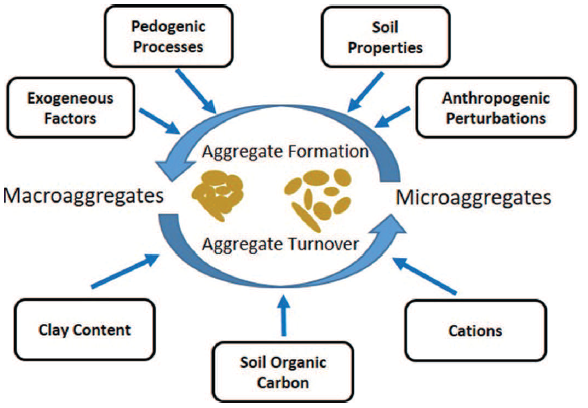 Pedogenic
Processes
Soil
Properties
Exogeneous
Factors
Anthropogenic
Perturbations
Aggregate Formation
Macroaggregates
Microaggregates
Aggregate Turnover
Clay Content
Soil Organic
Carbon
Cations